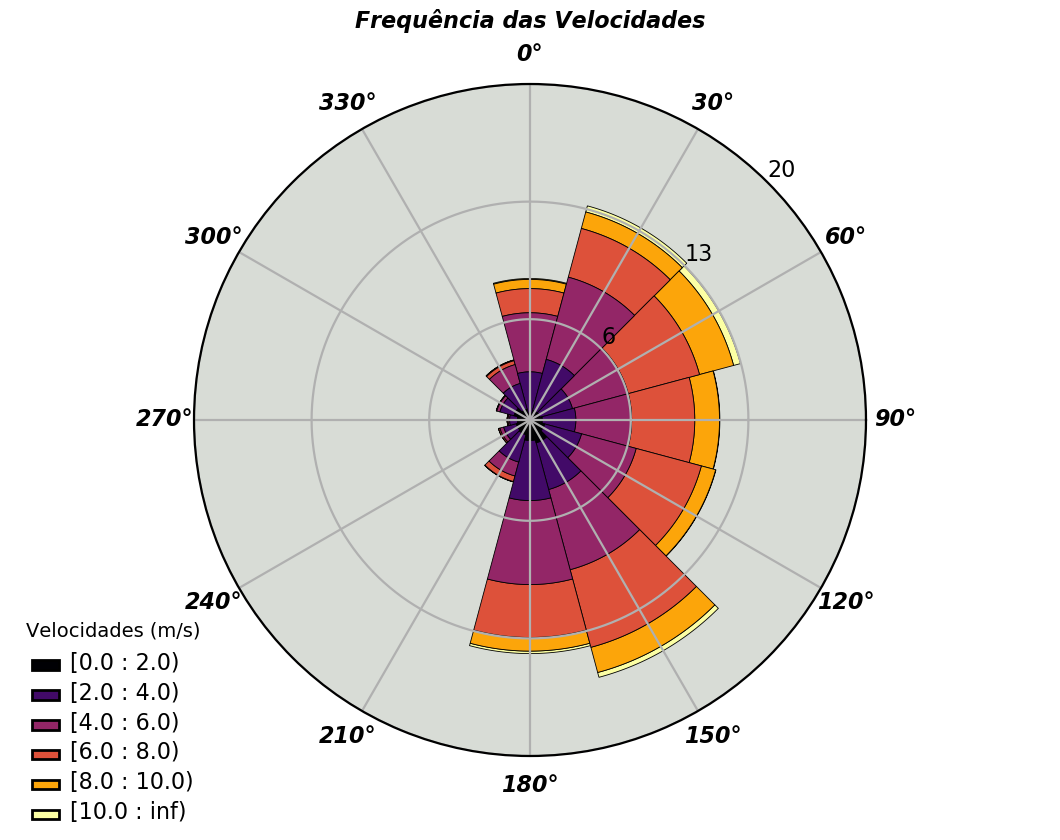 Frequência das Velocidades
0°
330°
30°
20
300°
60°
13
6
270°
90°
240°
120°
210°
150°
180°
Velocidades (m/s)
[0.0 : 2.0)
[2.0 : 4.0)
[4.0 : 6.0)
[6.0 : 8.0)
[8.0 : 10.0)
[10.0 : inf)